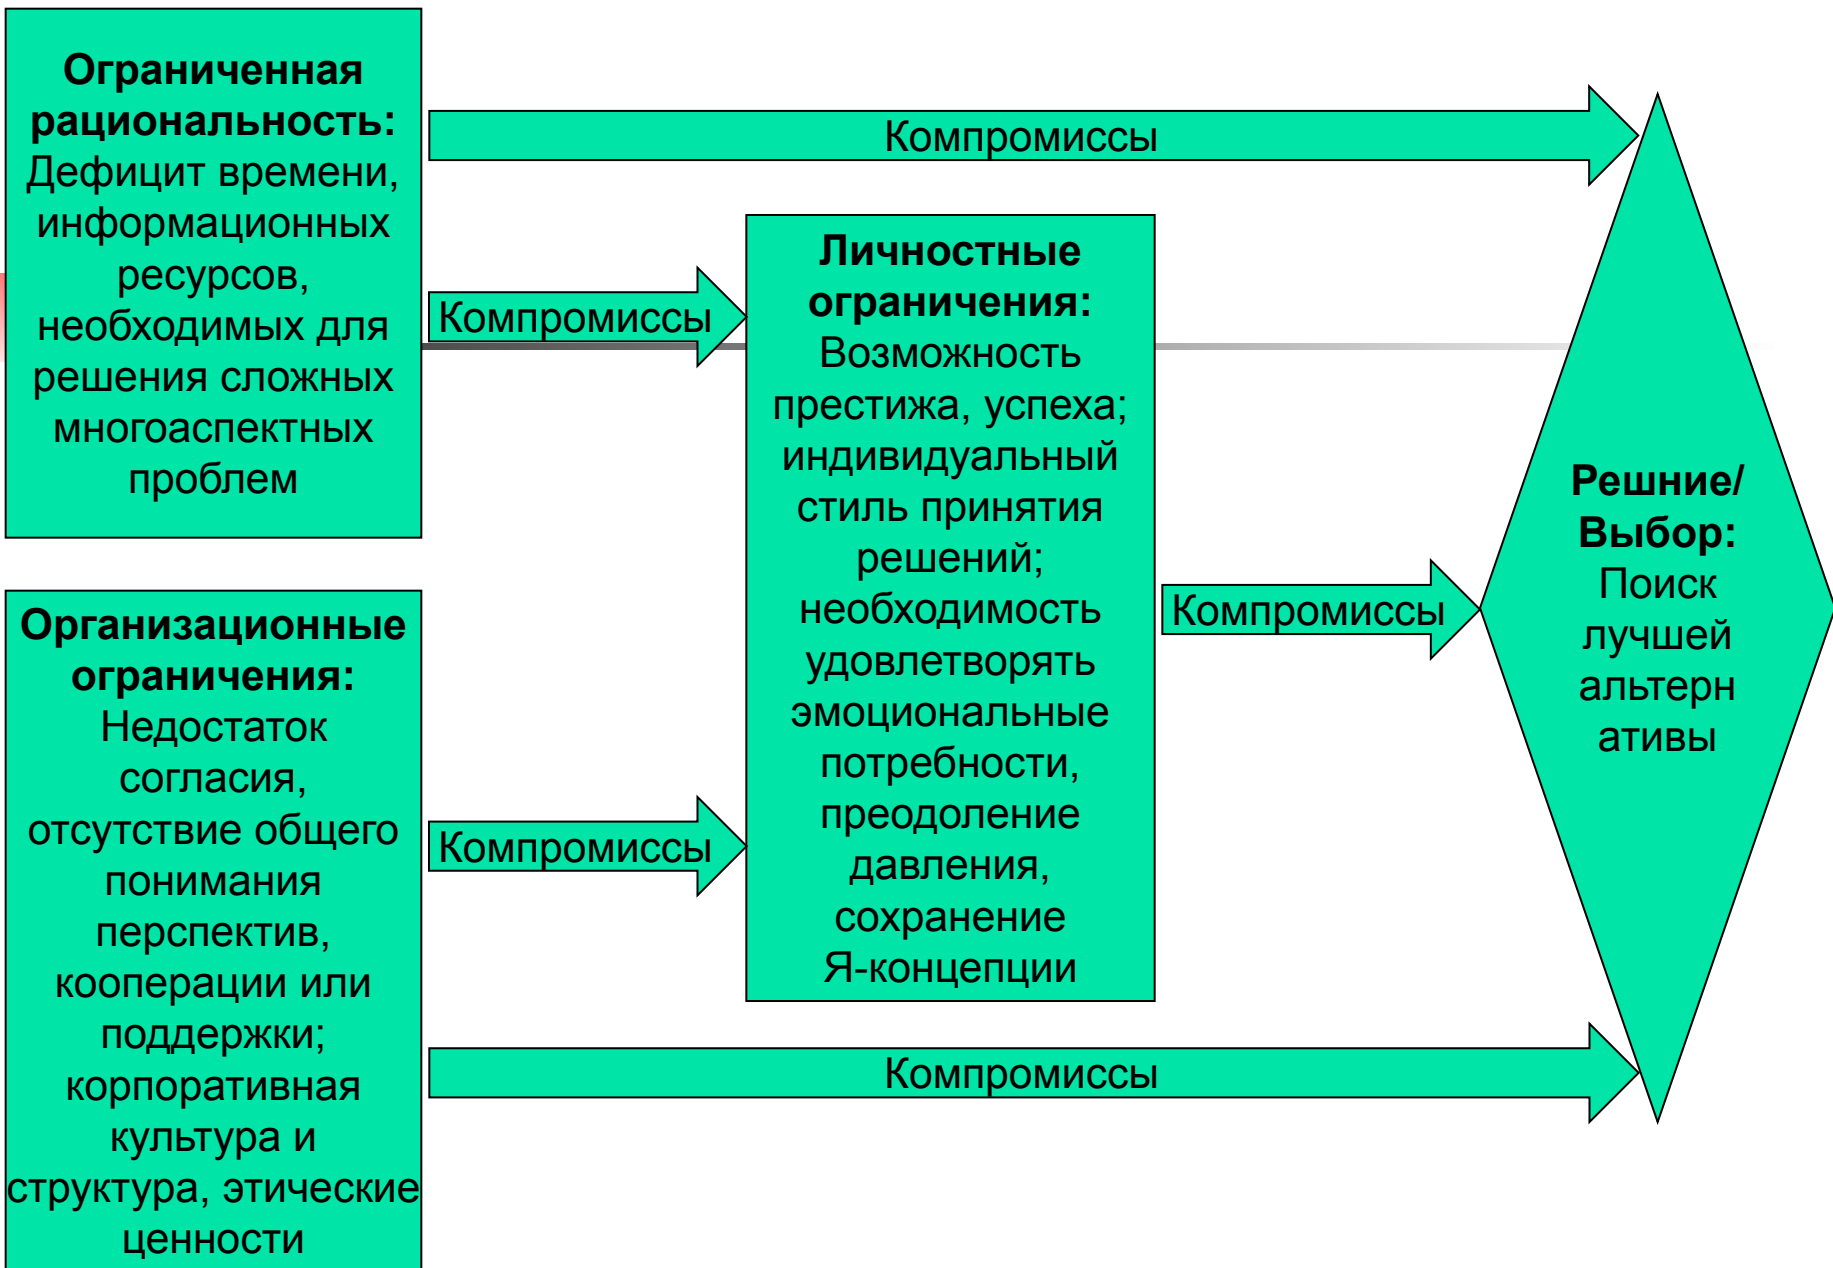 Ограниченная
рациональность:
Дефицит времени,
информационных
ресурсов,
необходимых для
решения сложных
многоаспектных
проблем
Компромиссы
Компромиссы
Личностные
ограничения:
Возможность
престижа, успеха;
индивидуальный
стиль принятия
решений;
необходимость
удовлетворять
эмоциональные
потребности,
преодоление
давления,
сохранение
Я-концепции
Компромиссы
Решние/
Выбор:
Поиск
лучшей
альтерн
ативы
Организационные
ограничения:
Недостаток
согласия,
отсутствие общего
понимания
перспектив,
кооперации или
поддержки;
корпоративная
культура и
структура, этические
ценности
Компромиссы
Компромиссы